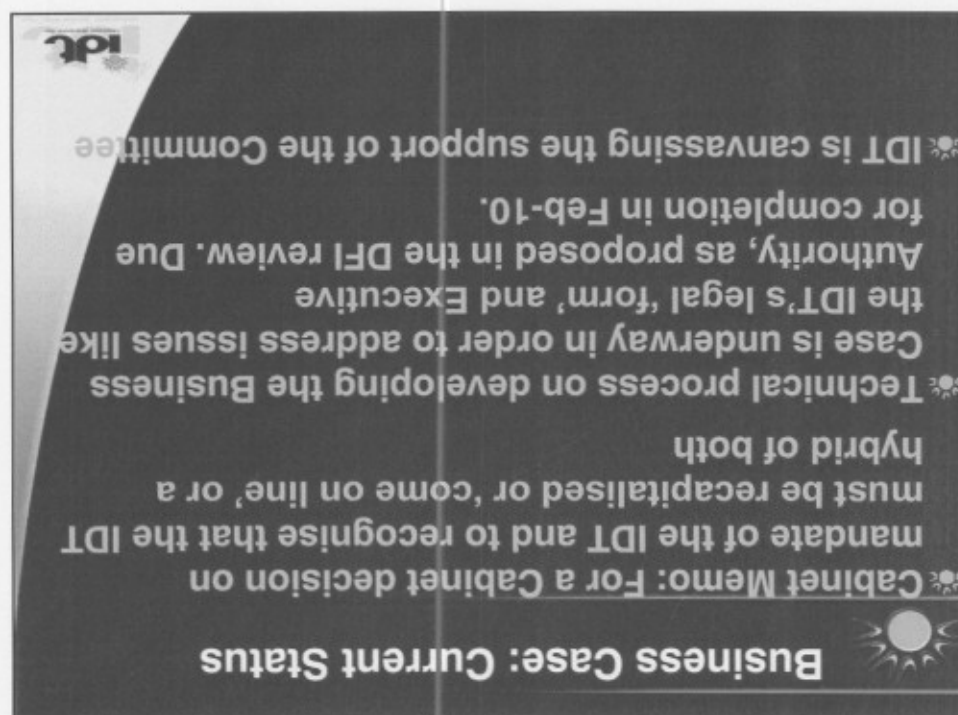 Business Case: Current Status
Cabinet Memo: For a Cabinet decision on
mandate of the IDT and to recognise that the IDT
must be recapitalised or ‘come on line’ or a
hybrid of both
Technical process on developing the Business
Case is underway in order to address issues like
the IDT’s legal ‘form’ and Executive
Authority, as proposed in the DFI review. Due
for completion in Feb-10.
IDT is canvassing the support of the Committee
idt